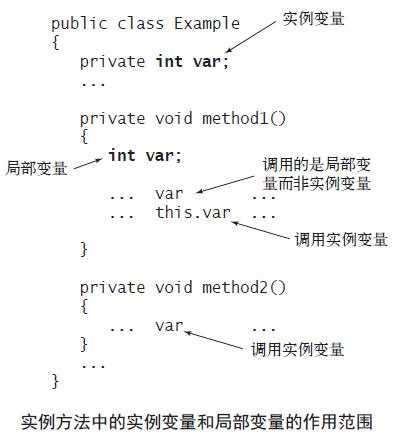 public class Example
实例变量
{
private int var;
...
private void method1()
{
局部变量
int var;
调用的是局部变
量而非实例变量
... var ...
... this.var ...
调用实例变量
}
private void method2()
{
... var ...
}
调用实例变量
...
}
实例方法中的实例变量和局部变量的作用范围